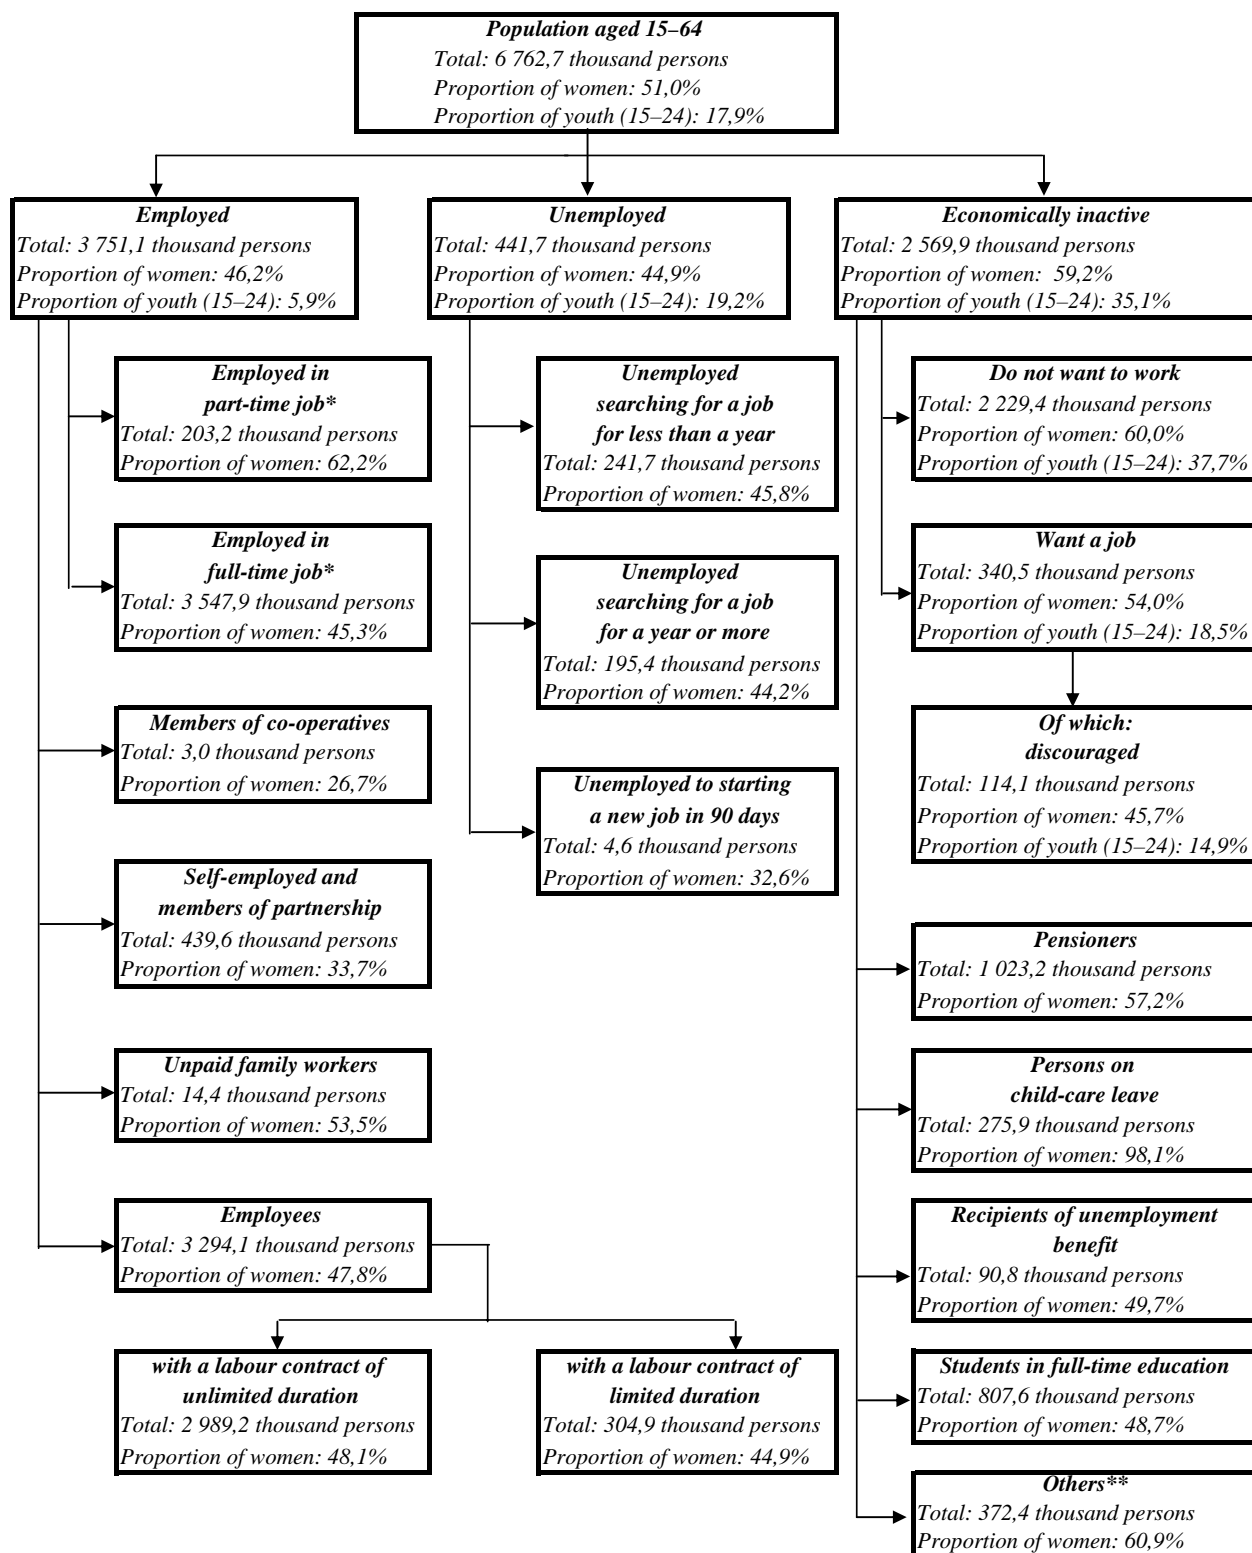 Population aged 15–64
Total: 6 762,7 thousand persons
Proportion of women: 51,0%
Proportion of youth (15–24): 17,9%
Employed
Total: 3 751,1 thousand persons
Proportion of women: 46,2%
Proportion of youth (15–24): 5,9%
Unemployed
Total: 441,7 thousand persons
Proportion of women: 44,9%
Proportion of youth (15–24): 19,2%
Economically inactive
Total: 2 569,9 thousand persons
Proportion of women: 59,2%
Proportion of youth (15–24): 35,1%
Employed in
part-time job*
Total: 203,2 thousand persons
Proportion of women: 62,2%
Employed in
full-time job*
Total: 3 547,9 thousand persons
Proportion of women: 45,3%
Members of co-operatives
Total: 3,0 thousand persons
Proportion of women: 26,7%
Self-employed and
members of partnership
Total: 439,6 thousand persons
Proportion of women: 33,7%
Unpaid family workers
Total: 14,4 thousand persons
Proportion of women: 53,5%
Employees
Total: 3 294,1 thousand persons
Proportion of women: 47,8%
with a labour contract of
unlimited duration
Total: 2 989,2 thousand persons
Proportion of women: 48,1%
with a labour contract of
limited duration
Total: 304,9 thousand persons
Proportion of women: 44,9%
Unemployed
searching for a job
for less than a year
Total: 241,7 thousand persons
Proportion of women: 45,8%
Unemployed
searching for a job
for a year or more
Total: 195,4 thousand persons
Proportion of women: 44,2%
Unemployed to starting
a new job in 90 days
Total: 4,6 thousand persons
Proportion of women: 32,6%
Do not want to work
Total: 2 229,4 thousand persons
Proportion of women: 60,0%
Proportion of youth (15–24): 37,7%
Want a job
Total: 340,5 thousand persons
Proportion of women: 54,0%
Proportion of youth (15–24): 18,5%
Of which:
discouraged
Total: 114,1 thousand persons
Proportion of women: 45,7%
Proportion of youth (15–24): 14,9%
Pensioners
Total: 1 023,2 thousand persons
Proportion of women: 57,2%
Persons on
child-care leave
Total: 275,9 thousand persons
Proportion of women: 98,1%
Recipients of unemployment
benefit
Total: 90,8 thousand persons
Proportion of women: 49,7%
Students in full-time education
Total: 807,6 thousand persons
Proportion of women: 48,7%
Others**
Total: 372,4 thousand persons
Proportion of women: 60,9%